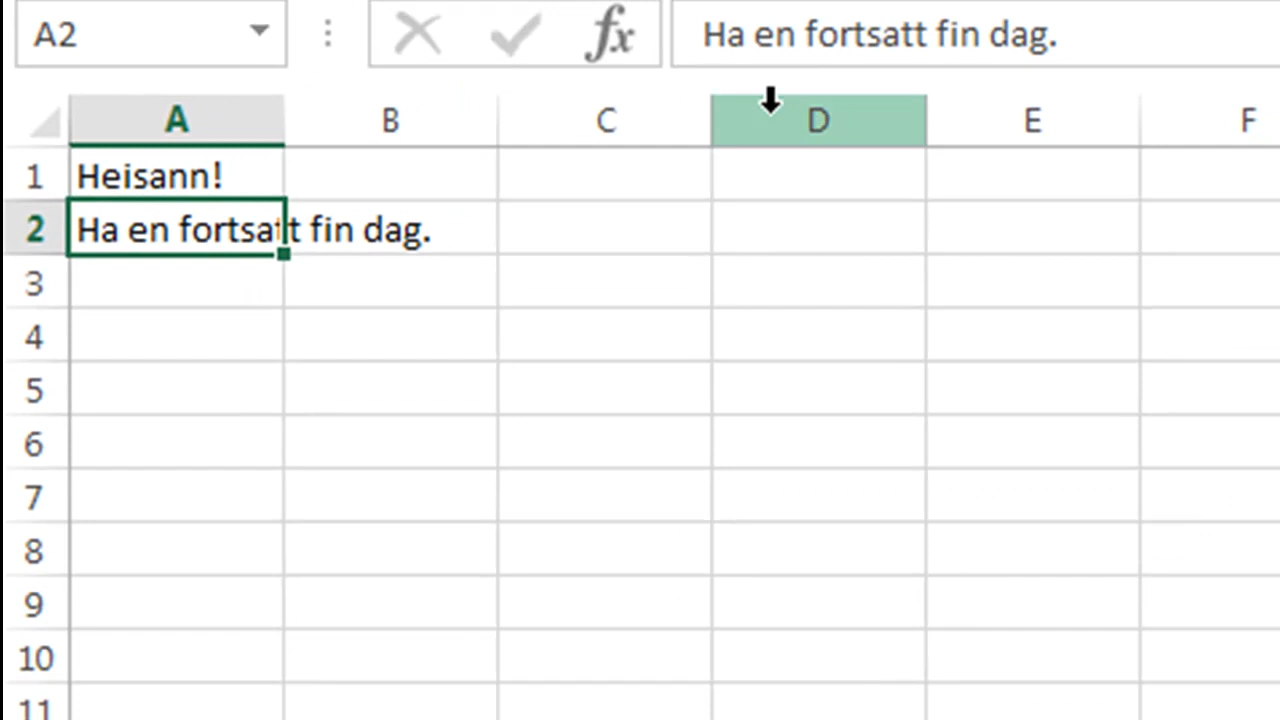 A2 fx Ha en fortsatt fin dag.
A B C D E F
1 Heisann!
2 Ha en fortsatt fin dag.
3
4
5
6
7
8
9
10
11